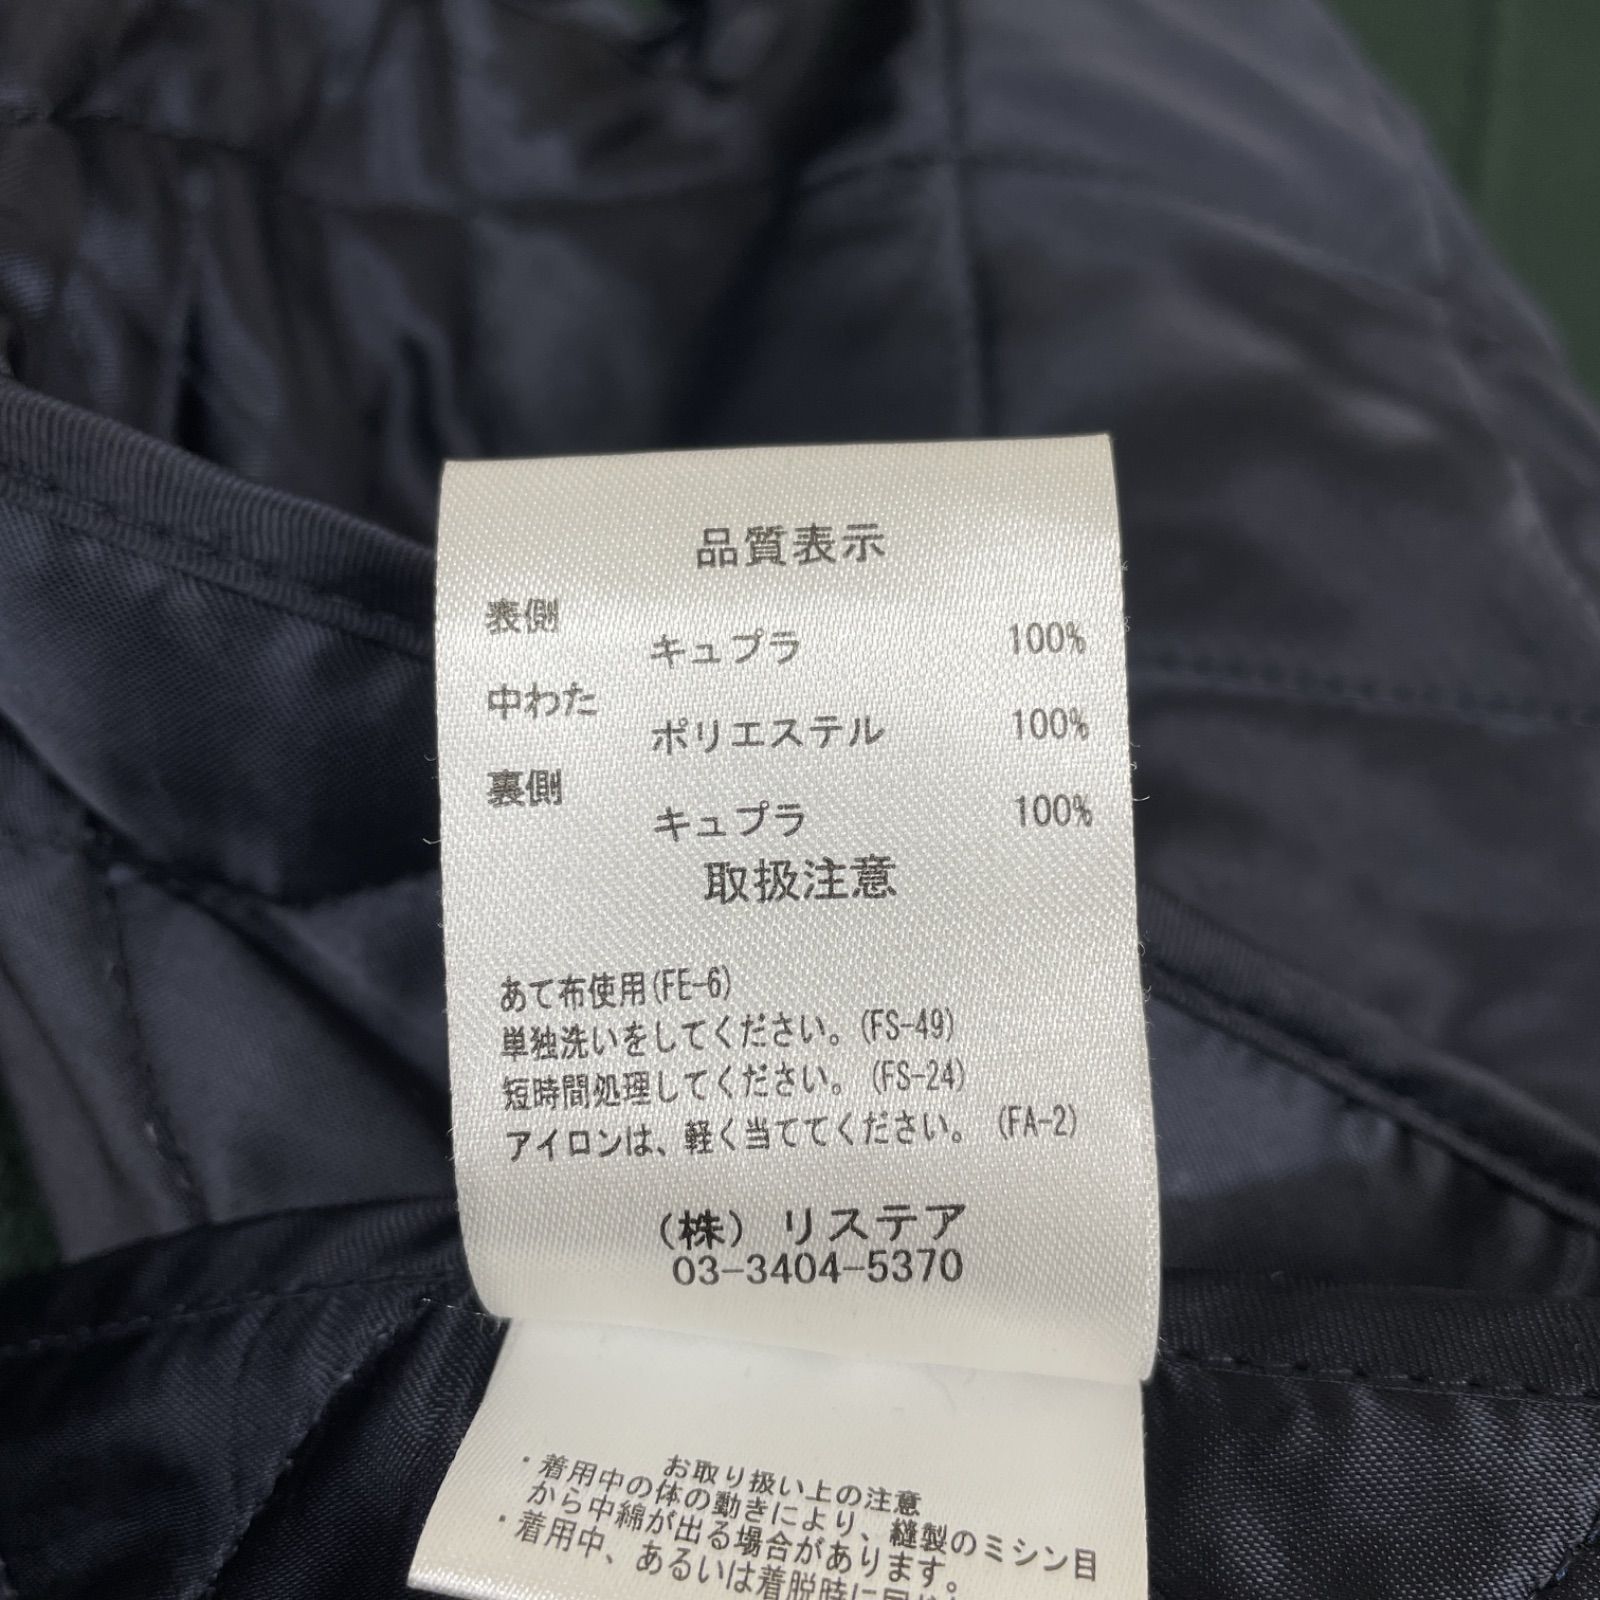 品質表示
表側
キュプラ 100%
中わた
ポリエステル 100%
裏側
キュプラ 100%
取扱注意
あて布使用(FE-6)
単独洗いをしてください。(FS-49)
短時間処理してください。(FS-24)
アイロンは、軽く当ててください。(FA-2)
(株) リステア
03-3404-5370
お取り扱い上の注意
・着用中の体の動きにより、縫製のミシン目
から中綿が出る場合があります。
・着用中、あるいは着脱時に